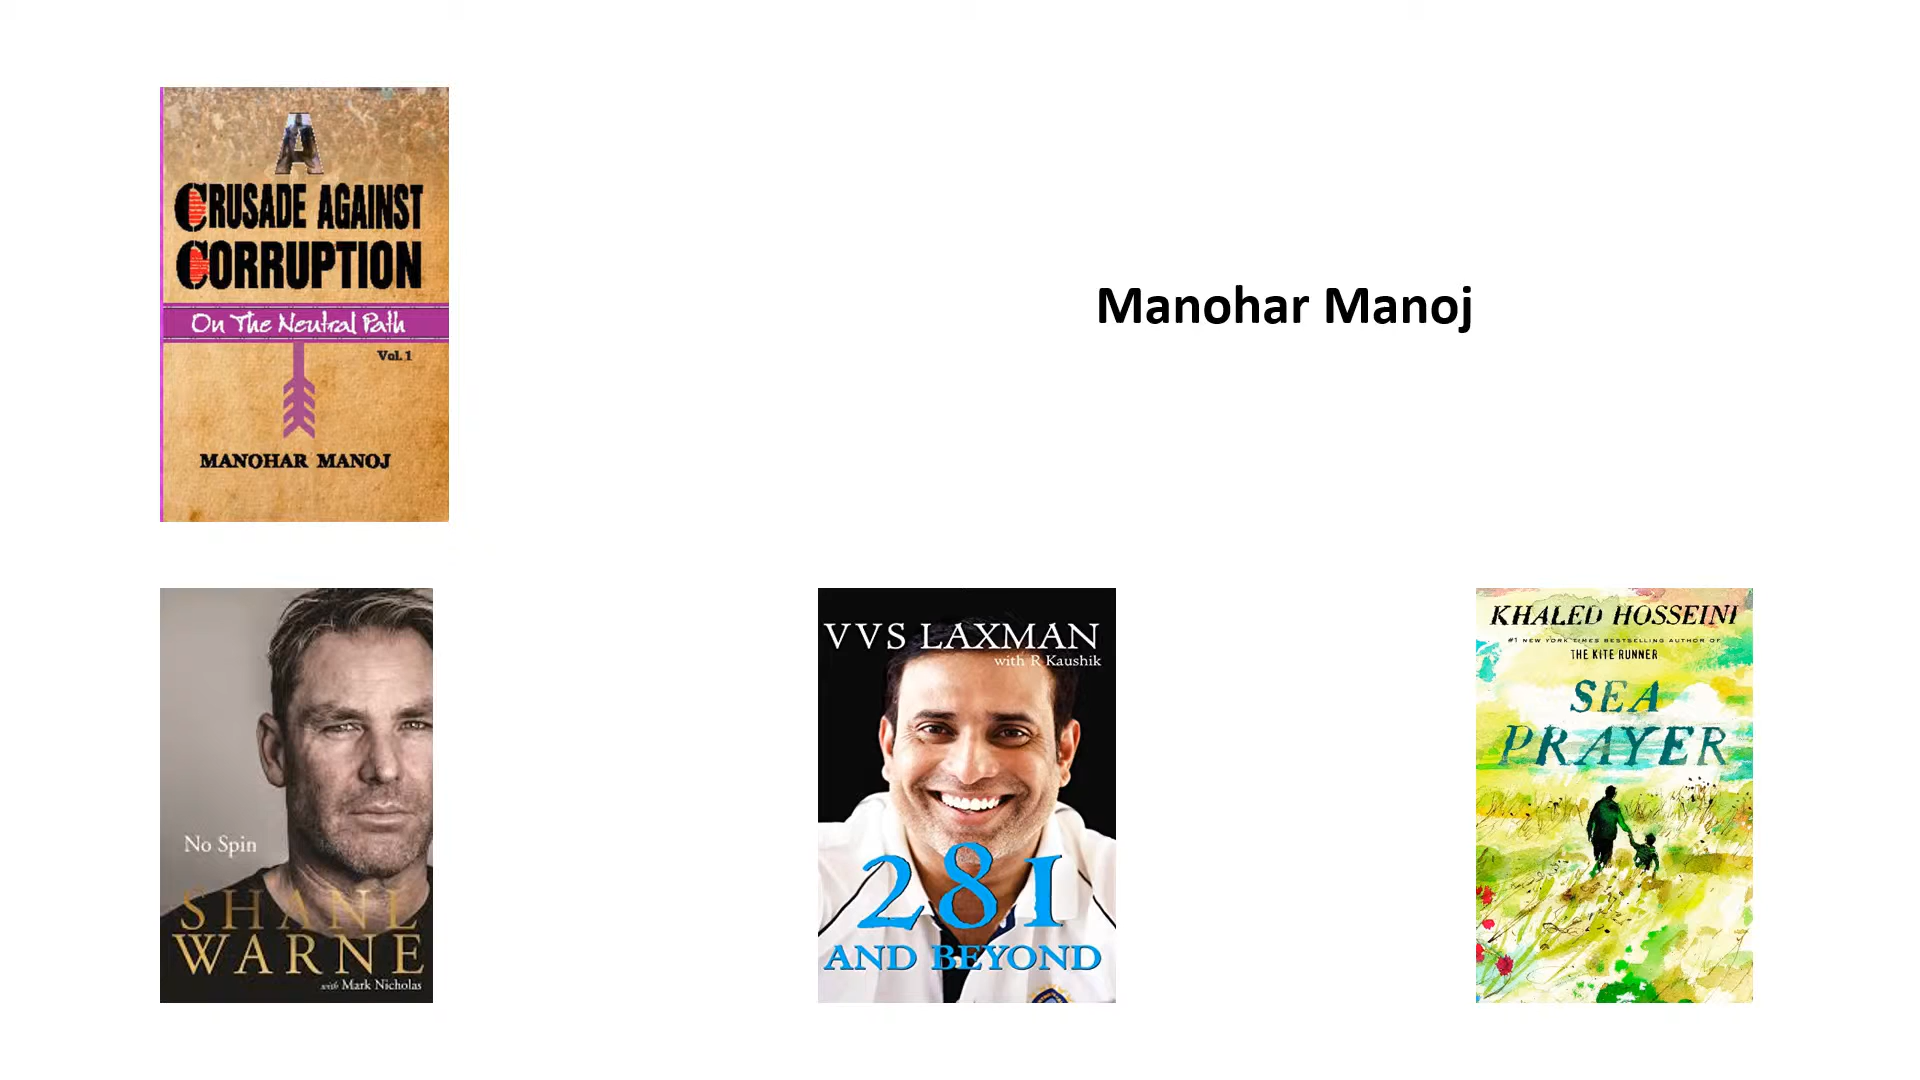 A
CRUSADE AGAINST
CORRUPTION
On The Neutral Path
Vol. 1
MANOHAR MANOJ
Manohar Manoj
No Spin
SHANE
WARNE
with Mark Nicholas
VVS LAXMAN
with R Kaushik
281
AND BEYOND
KHALED HOSSEINI
#1 NEW YORK TIMES BESTSELLING AUTHOR OF
THE KITE RUNNER
SEA
PRAYER